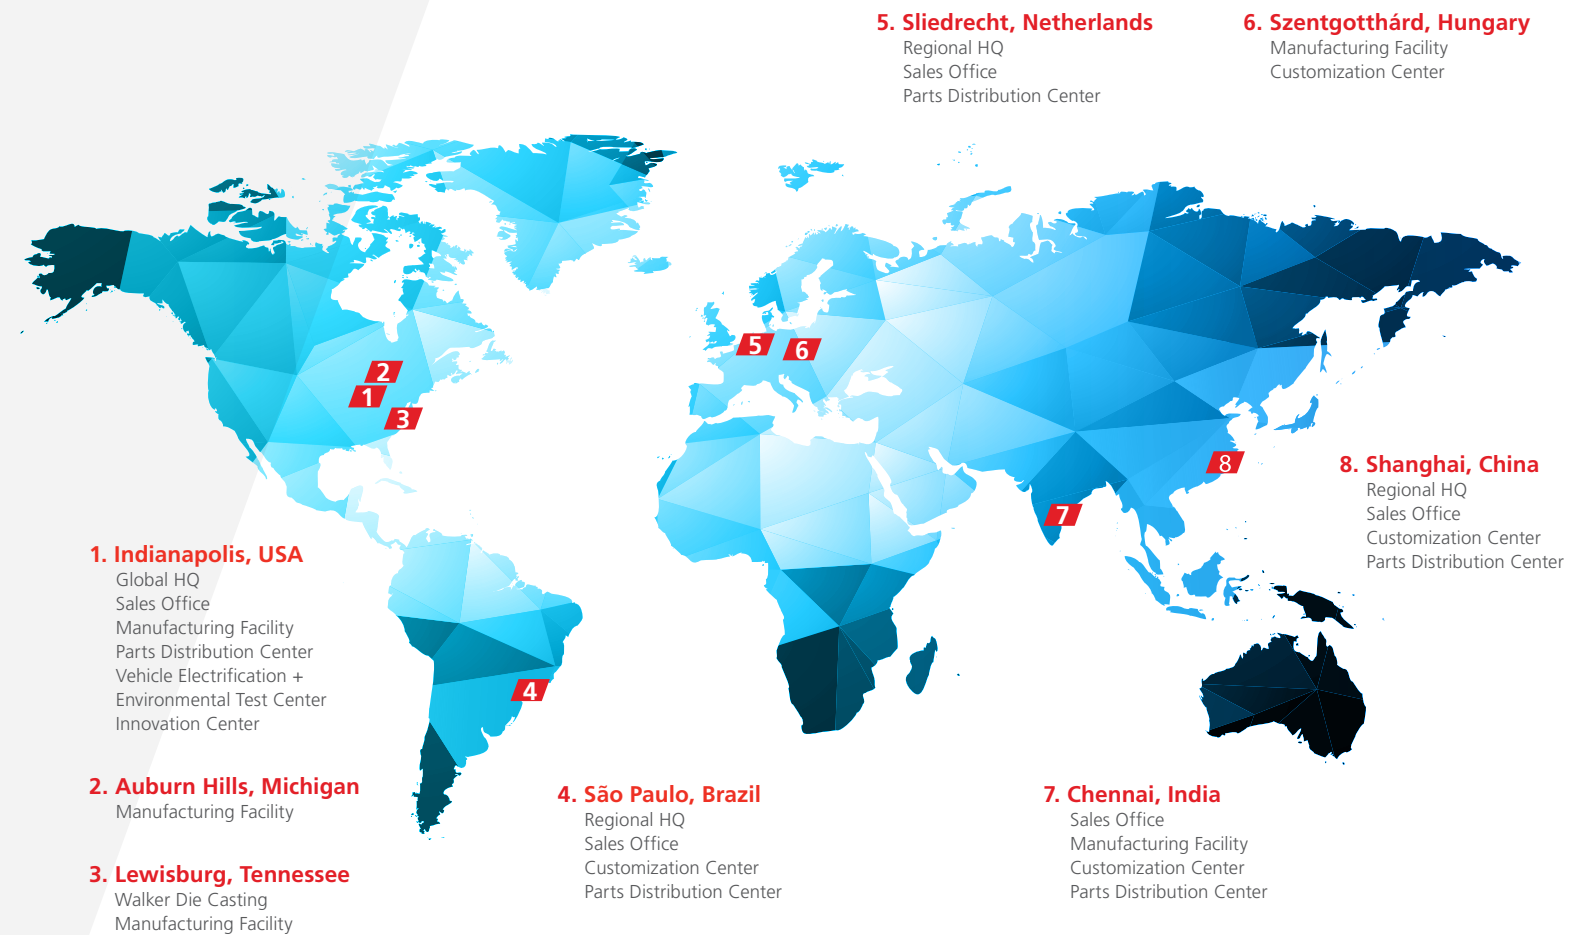 5. Sliedrecht, Netherlands
Regional HQ
Sales Office
Parts Distribution Center
6. Szentgotthárd, Hungary
Manufacturing Facility
Customization Center
5
6
2
1
3
8
7
4
8. Shanghai, China
Regional HQ
Sales Office
Customization Center
Parts Distribution Center
1. Indianapolis, USA
Global HQ
Sales Office
Manufacturing Facility
Parts Distribution Center
Vehicle Electrification +
Environmental Test Center
Innovation Center
2. Auburn Hills, Michigan
Manufacturing Facility
3. Lewisburg, Tennessee
Walker Die Casting
Manufacturing Facility
4. São Paulo, Brazil
Regional HQ
Sales Office
Customization Center
Parts Distribution Center
7. Chennai, India
Sales Office
Manufacturing Facility
Customization Center
Parts Distribution Center